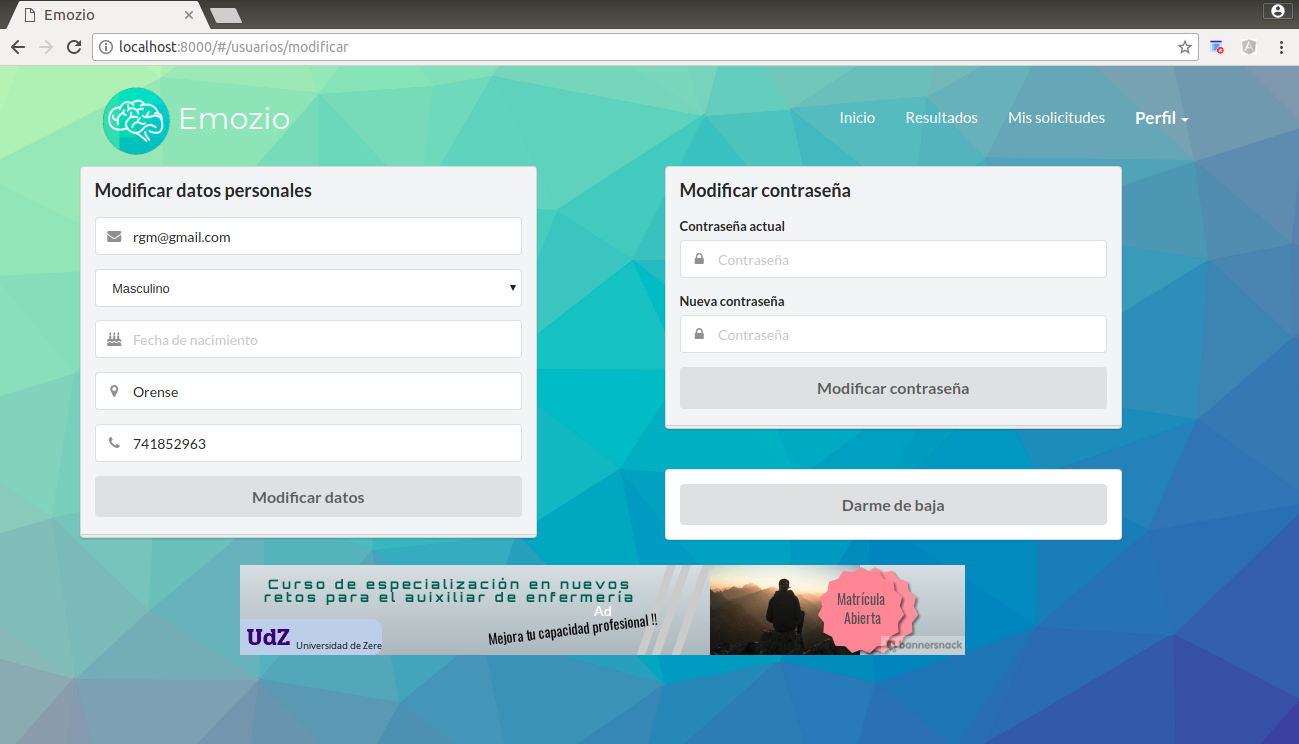 Emozio
localhost:8000/#/usuarios/modificar
Emozio
Inicio
Resultados
Mis solicitudes
Perfil
Modificar datos personales
rgm@gmail.com
Masculino
Fecha de nacimiento
Orense
741852963
Modificar datos
Modificar contraseña
Contraseña actual
Contraseña
Nueva contraseña
Contraseña
Modificar contraseña
Darme de baja
Curso de especialización en nuevos
retos para el auixiliar de enfermería
Ad
Mejora tu capacidad profesional !!
UdZ Universidad de Zere
Matrícula
Abierta
bannersnack